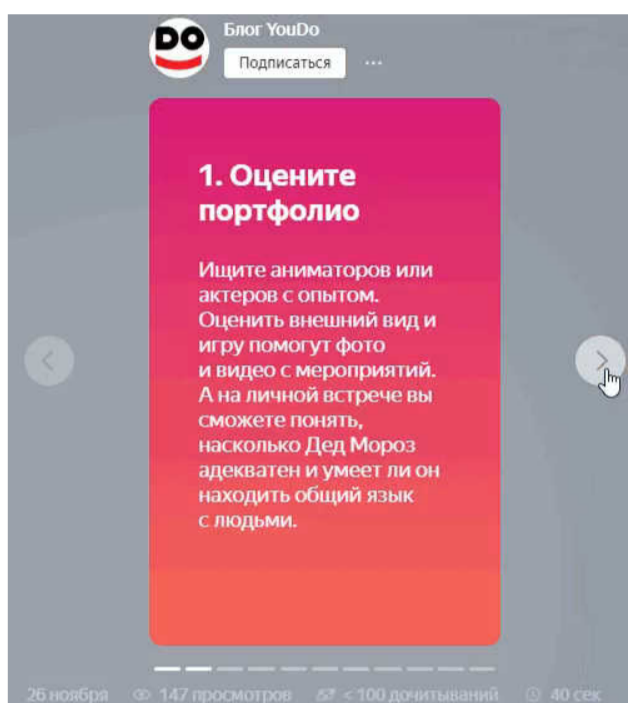 DO
Блог YouDo
Подписаться
1. Оцените
портфолио
Ищите аниматоров или
актеров с опытом.
Оценить внешний вид и
игру помогут фото
и видео с мероприятий.
А на личной встрече вы
сможете понять,
насколько Дед Мороз
адекватен и умеет ли он
находить общий язык
с людьми.
26 ноября 147 просмотров < 100 дочитываний 40 сек